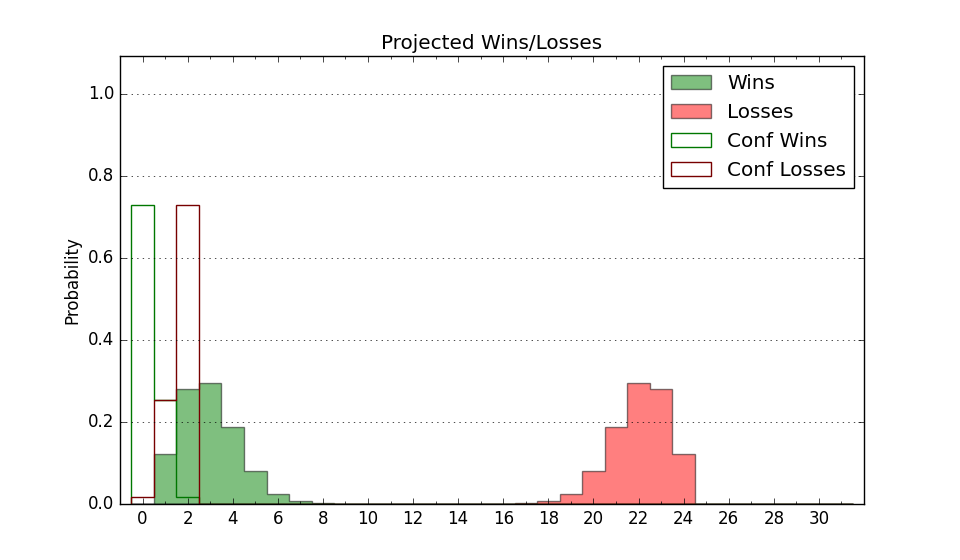 Projected Wins/Losses
Probability
1.0
0.8
0.6
0.4
0.2
0.0
0 2 4 6 8 10 12 14 16 18 20 22 24 26 28 30
Wins
Losses
Conf Wins
Conf Losses